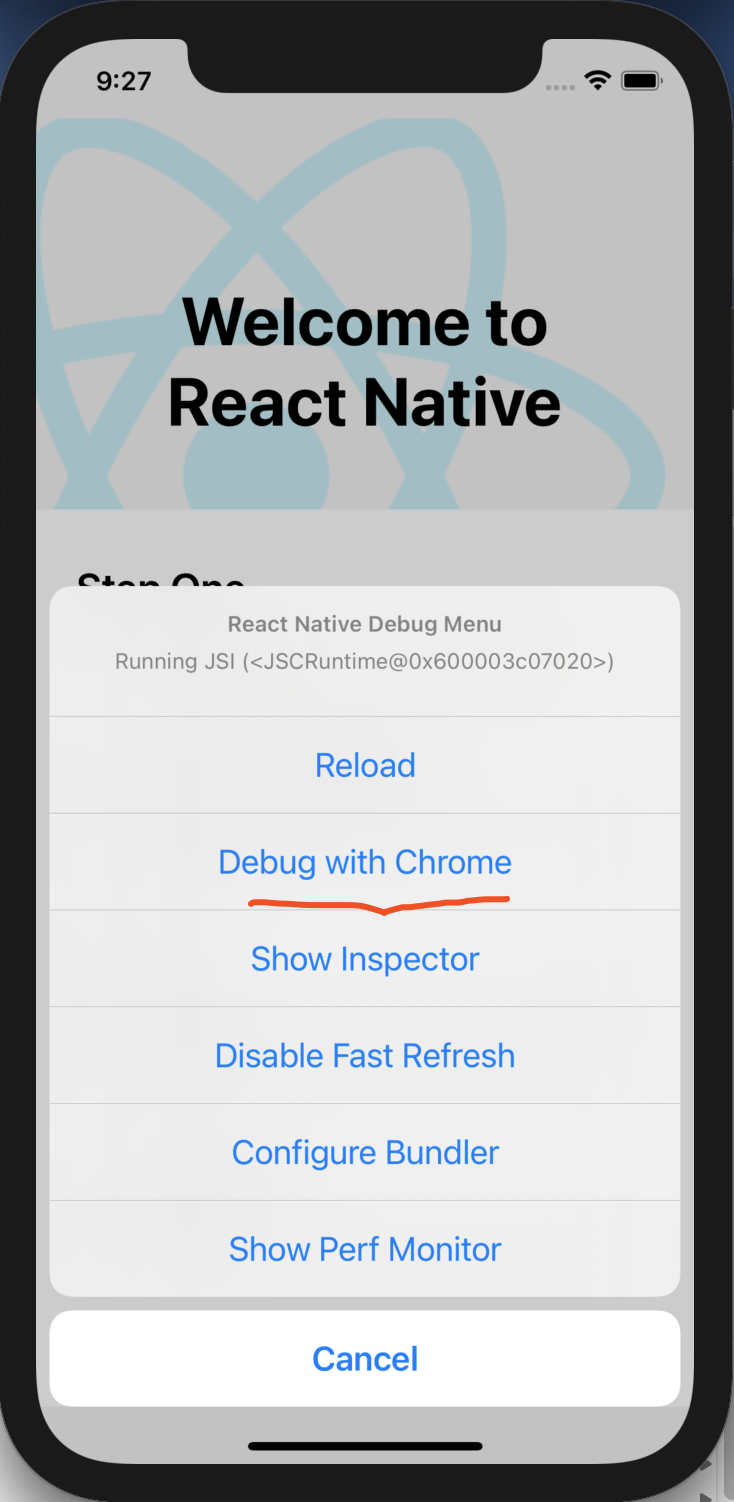 9:27
Welcome to
React Native
Step One
React Native Debug Menu
Running JSI (<JSCRuntime@0x600003c07020>)
Reload
Debug with Chrome
Show Inspector
Disable Fast Refresh
Configure Bundler
Show Perf Monitor
Cancel